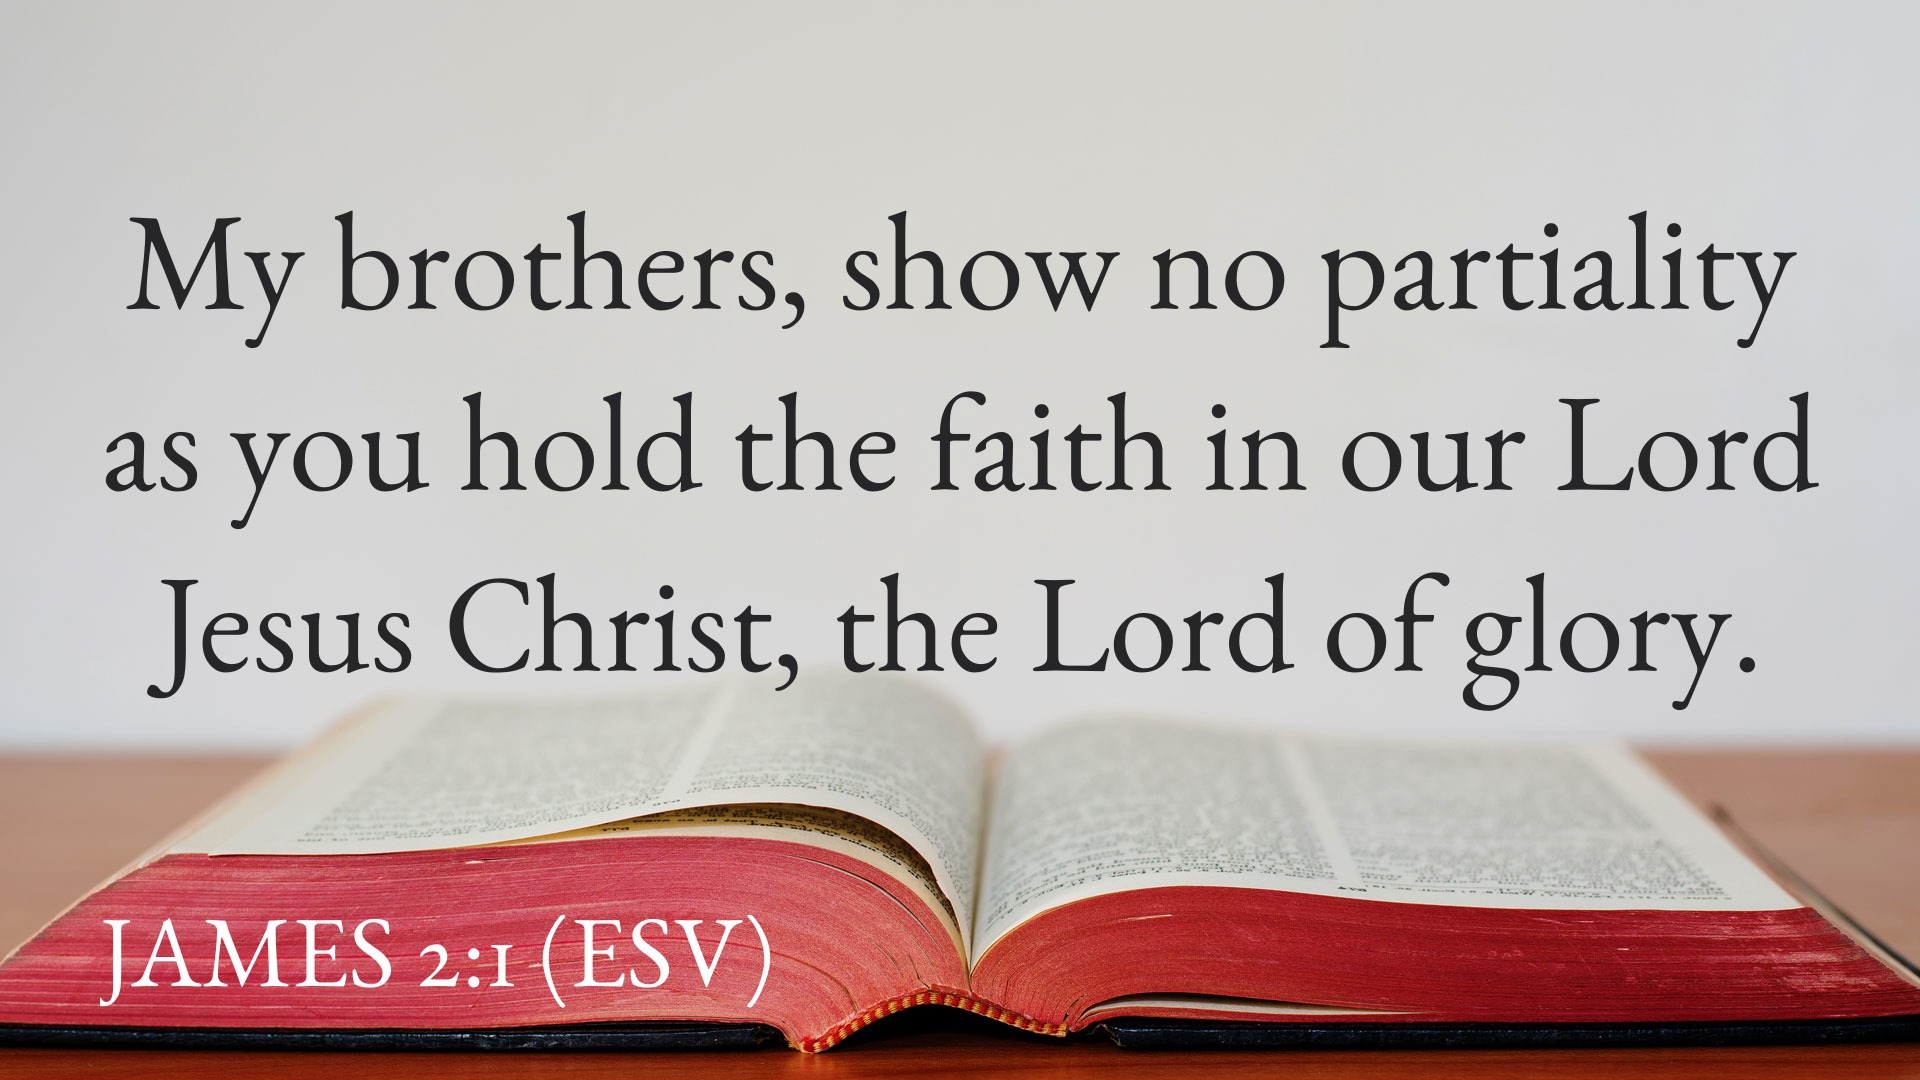 My brothers, show no partiality
as you hold the faith in our Lord
Jesus Christ, the Lord of glory.
JAMES 2:1 (ESV)